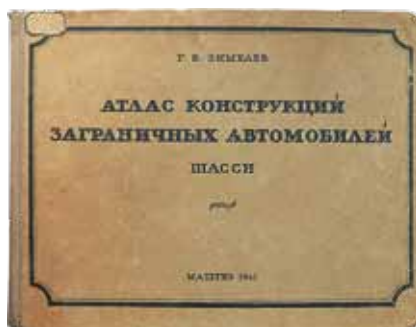 Г. В. ЗИМЕЛЕВ
АТЛАС КОНСТРУКЦИЙ
ЗАГРАНИЧНЫХ АВТОМОБИЛЕЙ
ШАССИ
МАШГИЗ